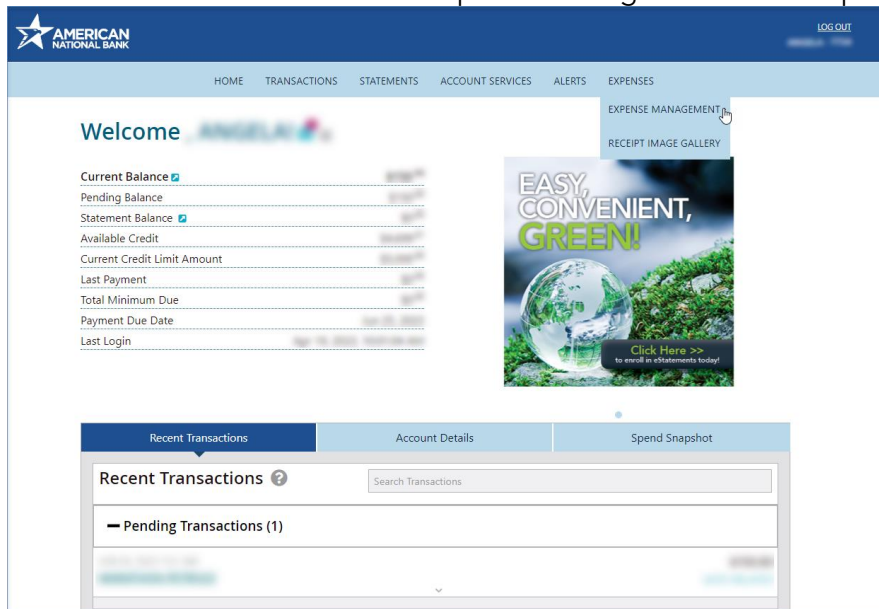 AMERICAN
NATIONAL BANK
LOG OUT
HOME TRANSACTIONS STATEMENTS ACCOUNT SERVICES ALERTS EXPENSES
EXPENSE MANAGEMENT
RECEIPT IMAGE GALLERY
Welcome
Current Balance
Pending Balance
Statement Balance
Available Credit
Current Credit Limit Amount
Last Payment
Total Minimum Due
Payment Due Date
Last Login
EASY,
CONVENIENT,
GREEN!
Click Here >>
to enroll in eStatements today!
Recent Transactions Account Details Spend Snapshot
Recent Transactions ?
Search Transactions
Pending Transactions (1)